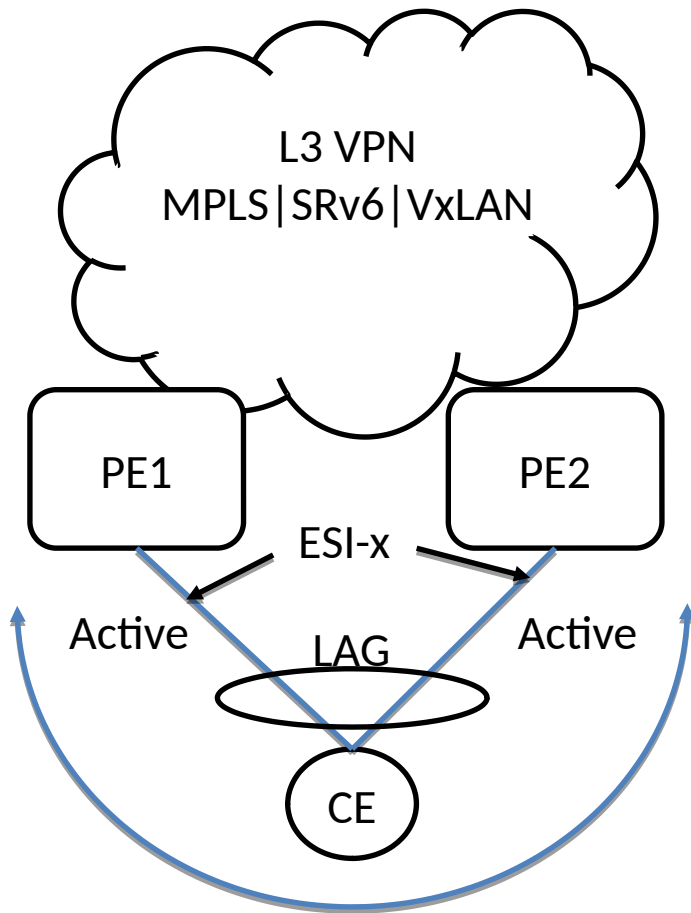 L3 VPN
MPLS|SRv6|VxLAN
PE1
PE2
ESI-x
Active
Active
LAG
CE